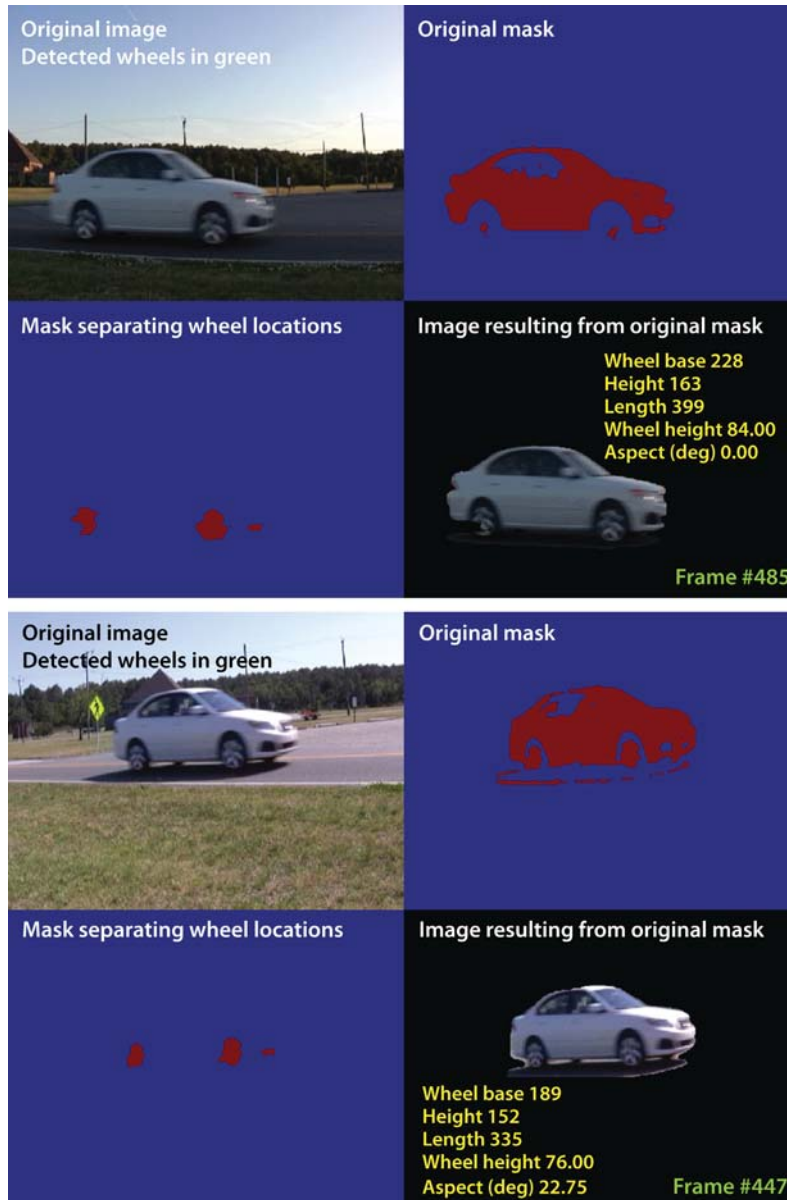 Original image
Detected wheels in green
Original mask
Mask separating wheel locations
Image resulting from original mask
Wheel base 228
Height 163
Length 399
Wheel height 84.00
Aspect (deg) 0.00
Frame #485
Original image
Detected wheels in green
Original mask
Mask separating wheel locations
Image resulting from original mask
Wheel base 189
Height 152
Length 335
Wheel height 76.00
Aspect (deg) 22.75
Frame #447